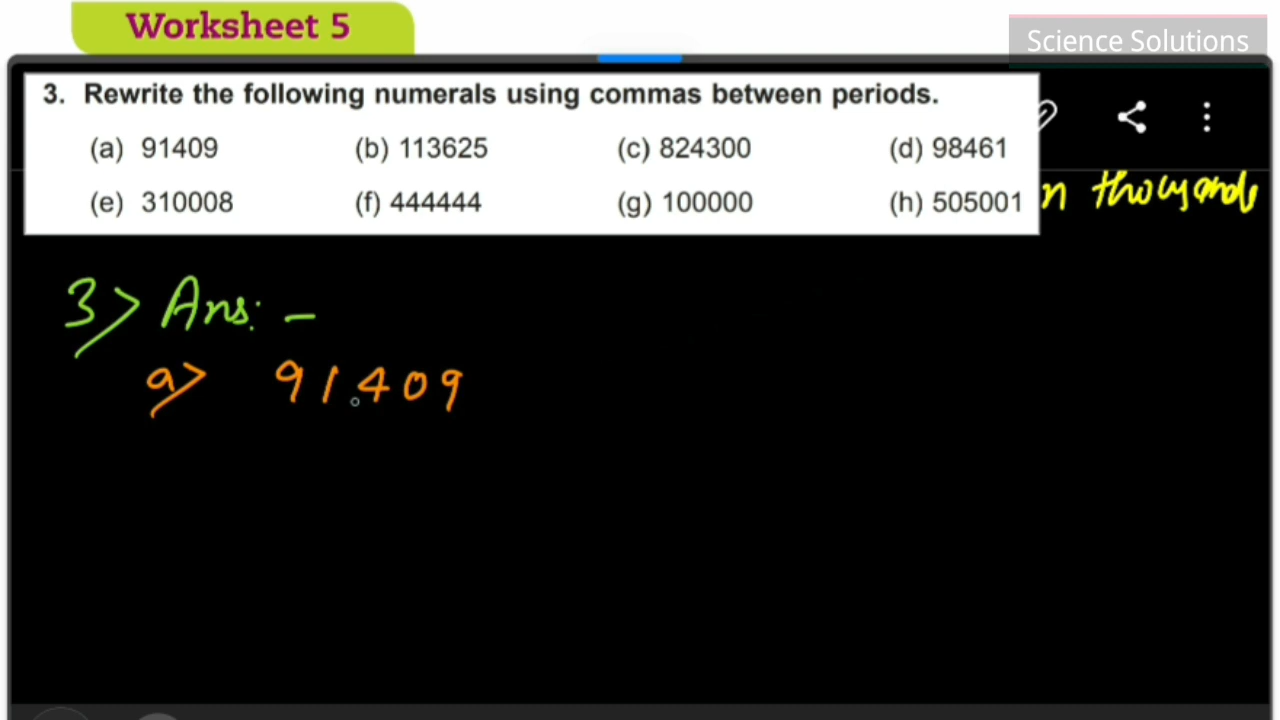 Worksheet 5
Science Solutions
3. Rewrite the following numerals using commas between periods.
(a) 91409 (b) 113625 (c) 824300 (d) 98461
(e) 310008 (f) 444444 (g) 100000 (h) 505001
n thousands
3> Ans: –
a> 91409